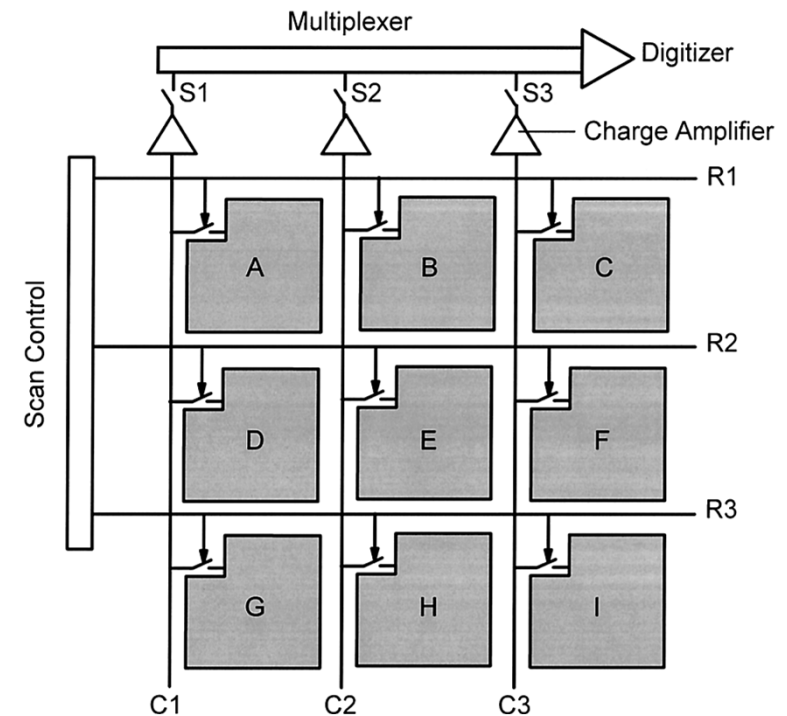 Multiplexer
Digitizer
S1
S2
S3
Charge Amplifier
R1
A
B
C
Scan Control
R2
D
E
F
R3
G
H
I
C1
C2
C3